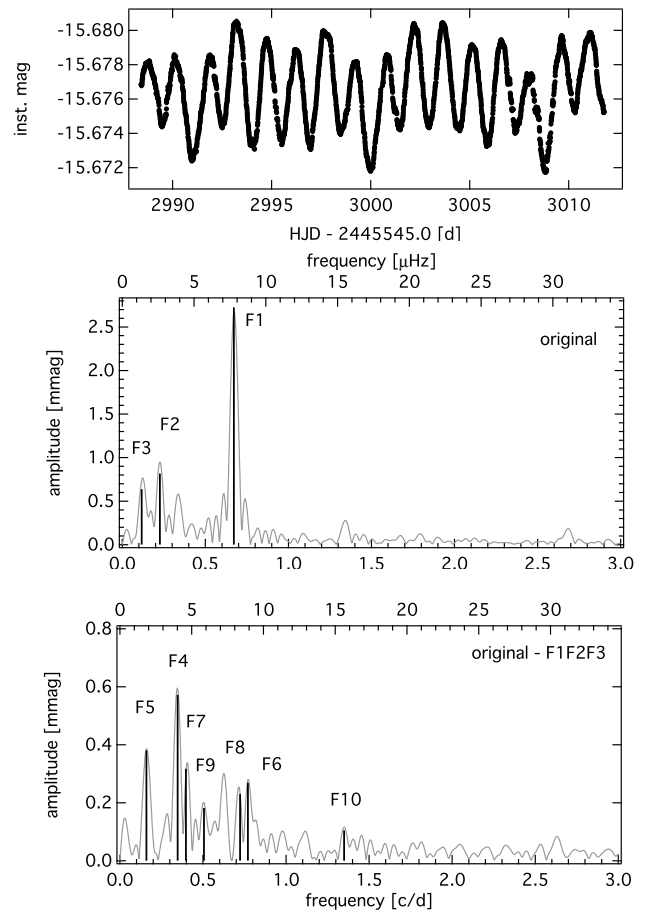 -15.680
-15.678
-15.676
-15.674
-15.672
inst. mag
2990 2995 3000 3005 3010
HJD - 2445545.0 [d]
frequency [μHz]
0 5 10 15 20 25 30
2.5
2.0
1.5
1.0
0.5
0.0
amplitude [mmag]
F1
original
F2
F3
0.0 0.5 1.0 1.5 2.0 2.5 3.0
0 5 10 15 20 25 30
0.8
0.6
0.4
0.2
0.0
amplitude [mmag]
original - F1F2F3
F4
F5
F7
F8
F9
F6
F10
0.0 0.5 1.0 1.5 2.0 2.5 3.0
frequency [c/d]